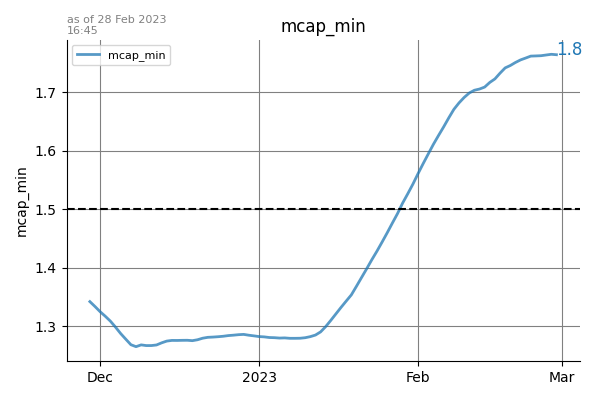 as of 28 Feb 2023
16:45
mcap_min
mcap_min
1.8
1.7
1.6
1.5
1.4
1.3
mcap_min
Dec
2023
Feb
Mar